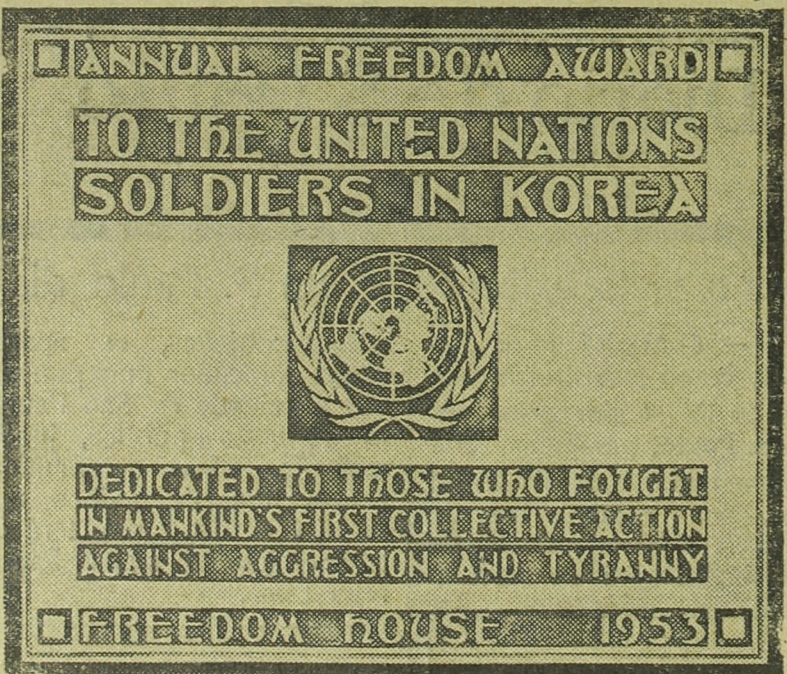 ANNUAL FREEDOM AWARD
TO THE UNITED NATIONS
SOLDIERS IN KOREA
DEDICATED TO THOSE WHO FOUGHT
IN MANKIND'S FIRST COLLECTIVE ACTION
AGAINST AGGRESSION AND TYRANNY
FREEDOM HOUSE 1953